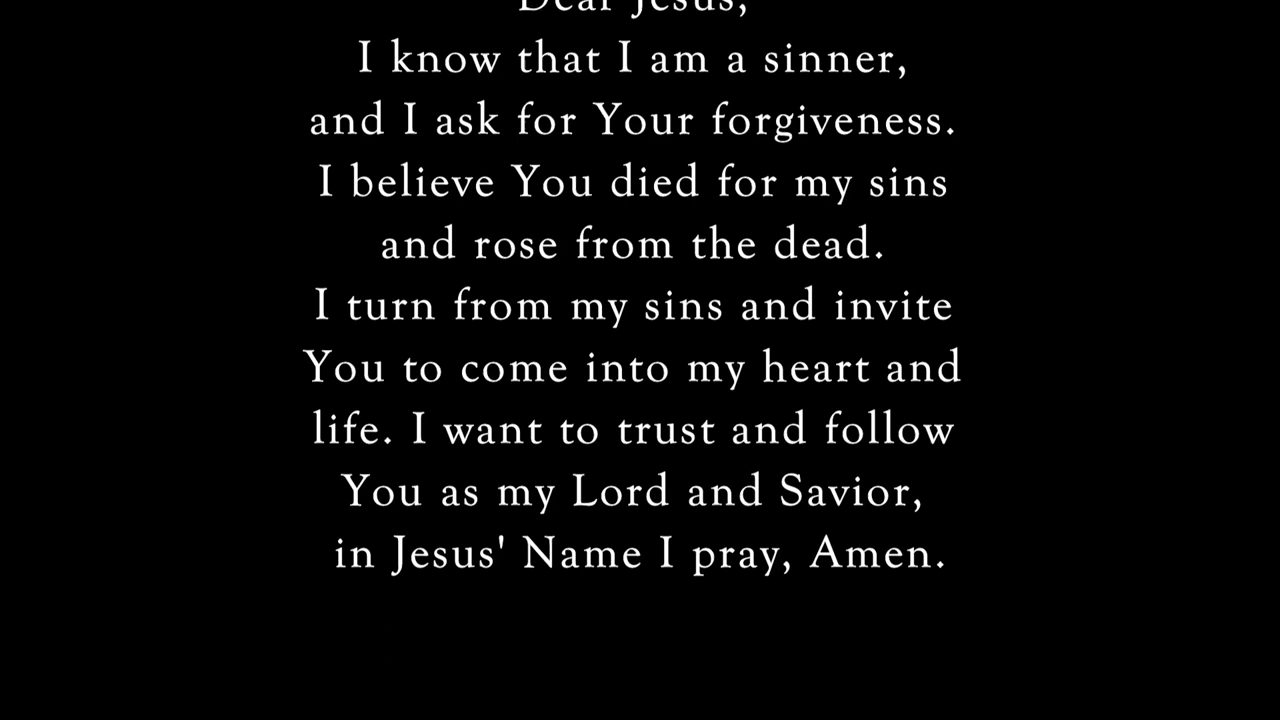 Dear Jesus,
I know that I am a sinner,
and I ask for Your forgiveness.
I believe You died for my sins
and rose from the dead.
I turn from my sins and invite
You to come into my heart and
life. I want to trust and follow
You as my Lord and Savior,
in Jesus' Name I pray, Amen.